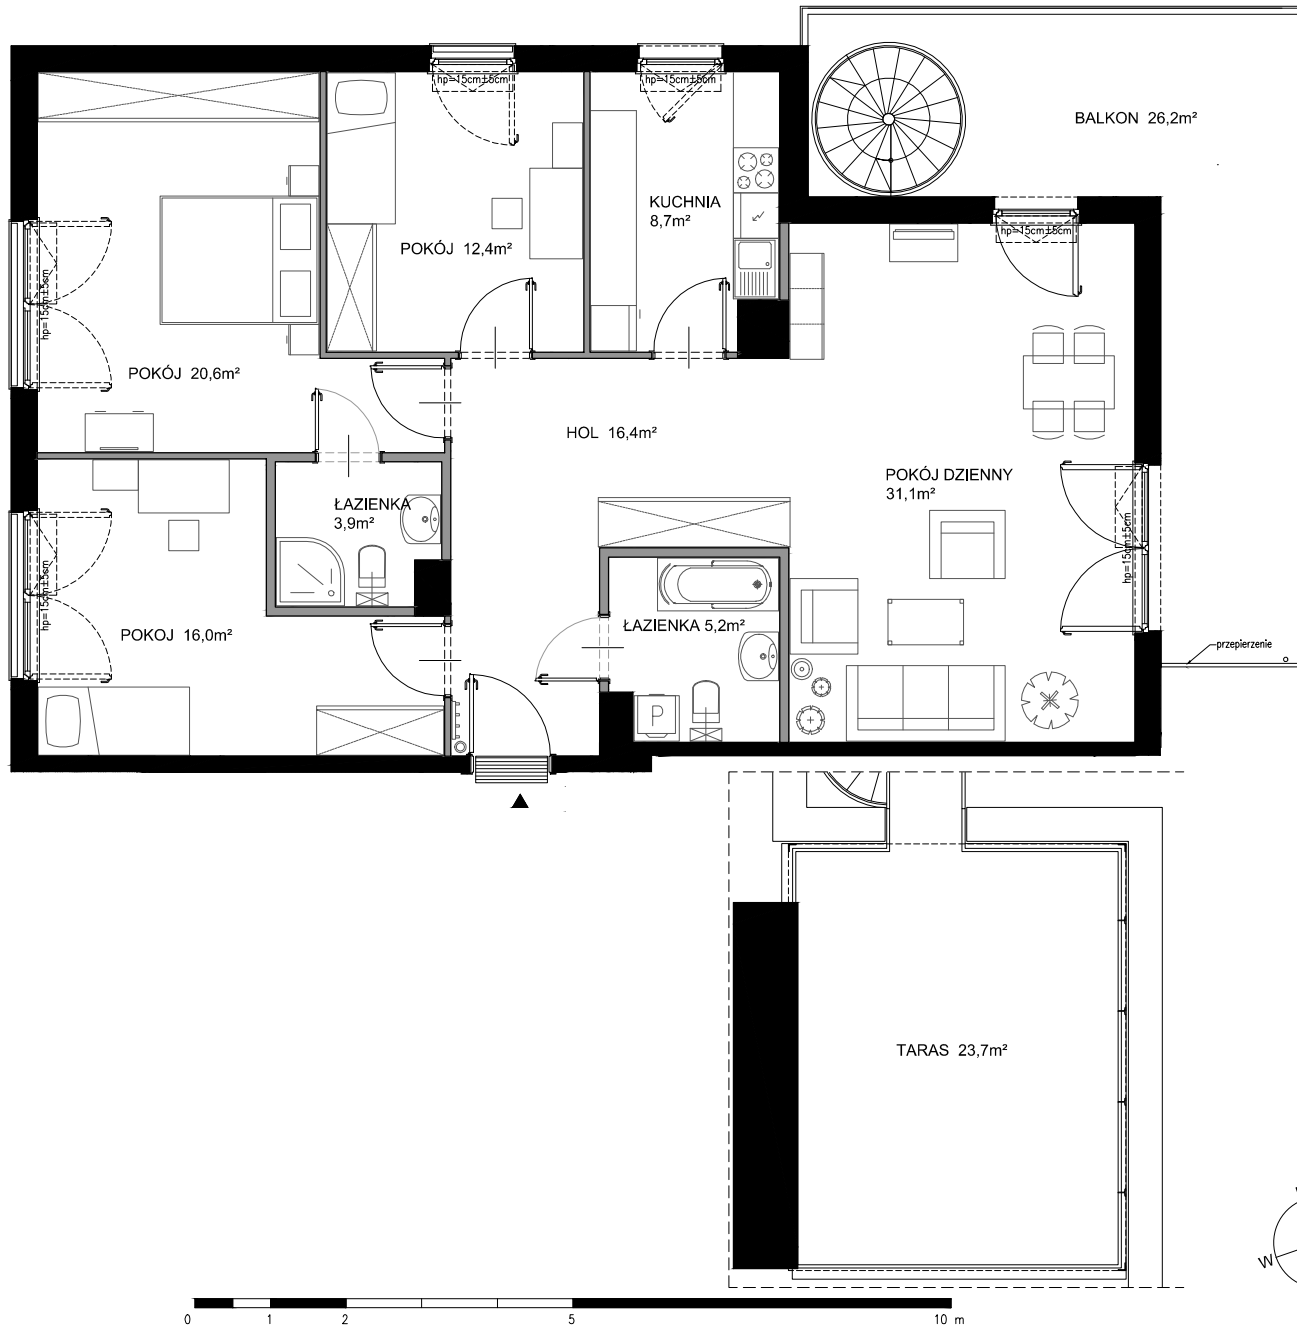 BALKON 26,2m²
hp=15cm±5cm
hp=15cm±5cm
KUCHNIA
8,7m²
POKÓJ 12,4m²
hp=15cm±5cm
hp=15cm±5cm
POKÓJ 20,6m²
HOL 16,4m²
POKÓJ DZIENNY
31,1m²
ŁAZIENKA
3,9m²
hp=15cm±5cm
hp=15cm±5cm
POKOJ 16,0m²
ŁAZIENKA 5,2m²
przepierzenie
P
TARAS 23,7m²
W
0 1 2 5 10 m